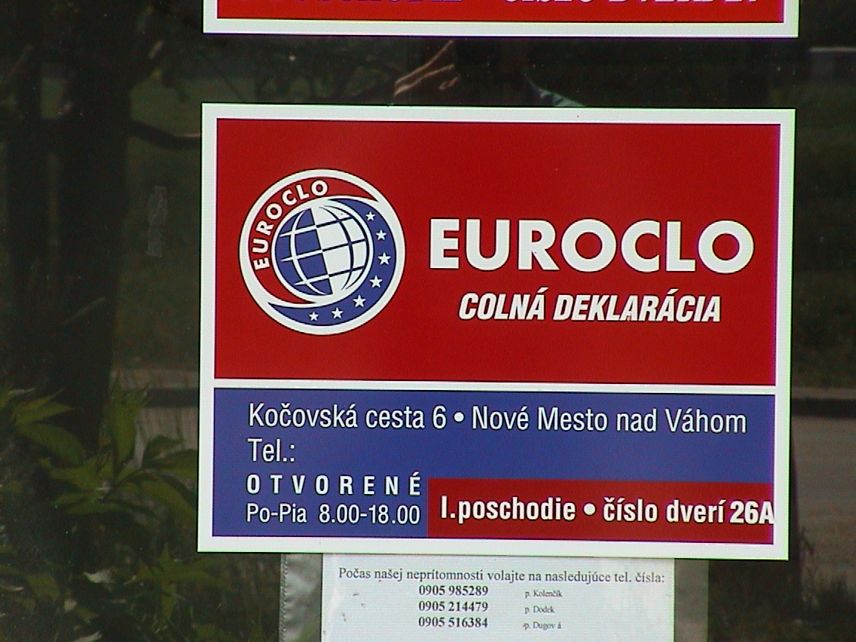 EUROCLO
EUROCLO
COLNÁ DEKLARÁCIA
Kočovská cesta 6 • Nové Mesto nad Váhom
Tel.:
OTVORENÉ
Po-Pia 8.00-18.00
I.poschodie • číslo dverí 26A
Počas našej neprítomnosti volajte na nasledujúce tel. čísla:
0905 985289 p. Kolenčik
0905 214479 p. Dodek
0905 516384 p. Dugov á